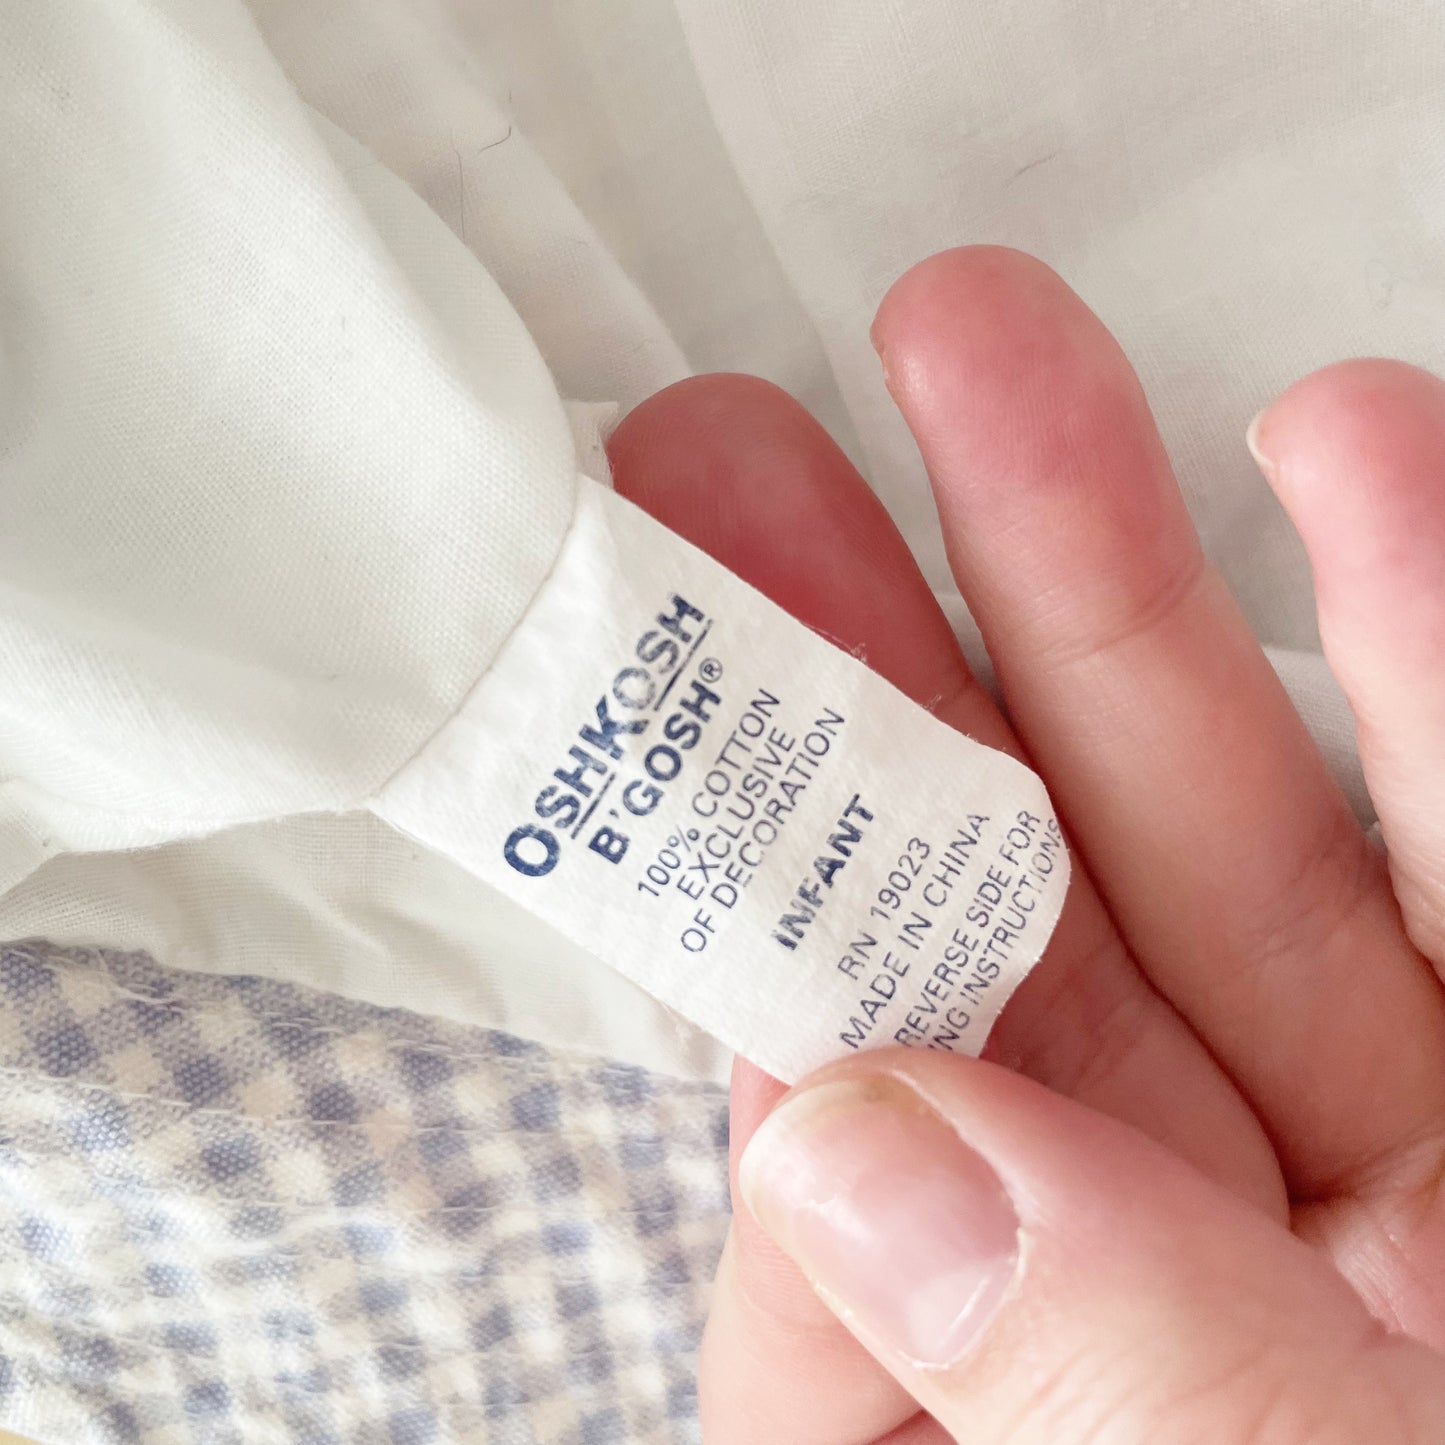 OSHKOSH
B'GOSH®
100% COTTON
EXCLUSIVE
OF DECORATION
INFANT
RN 19023
MADE IN CHINA
REVERSE SIDE FOR
INSTRUCTIONS